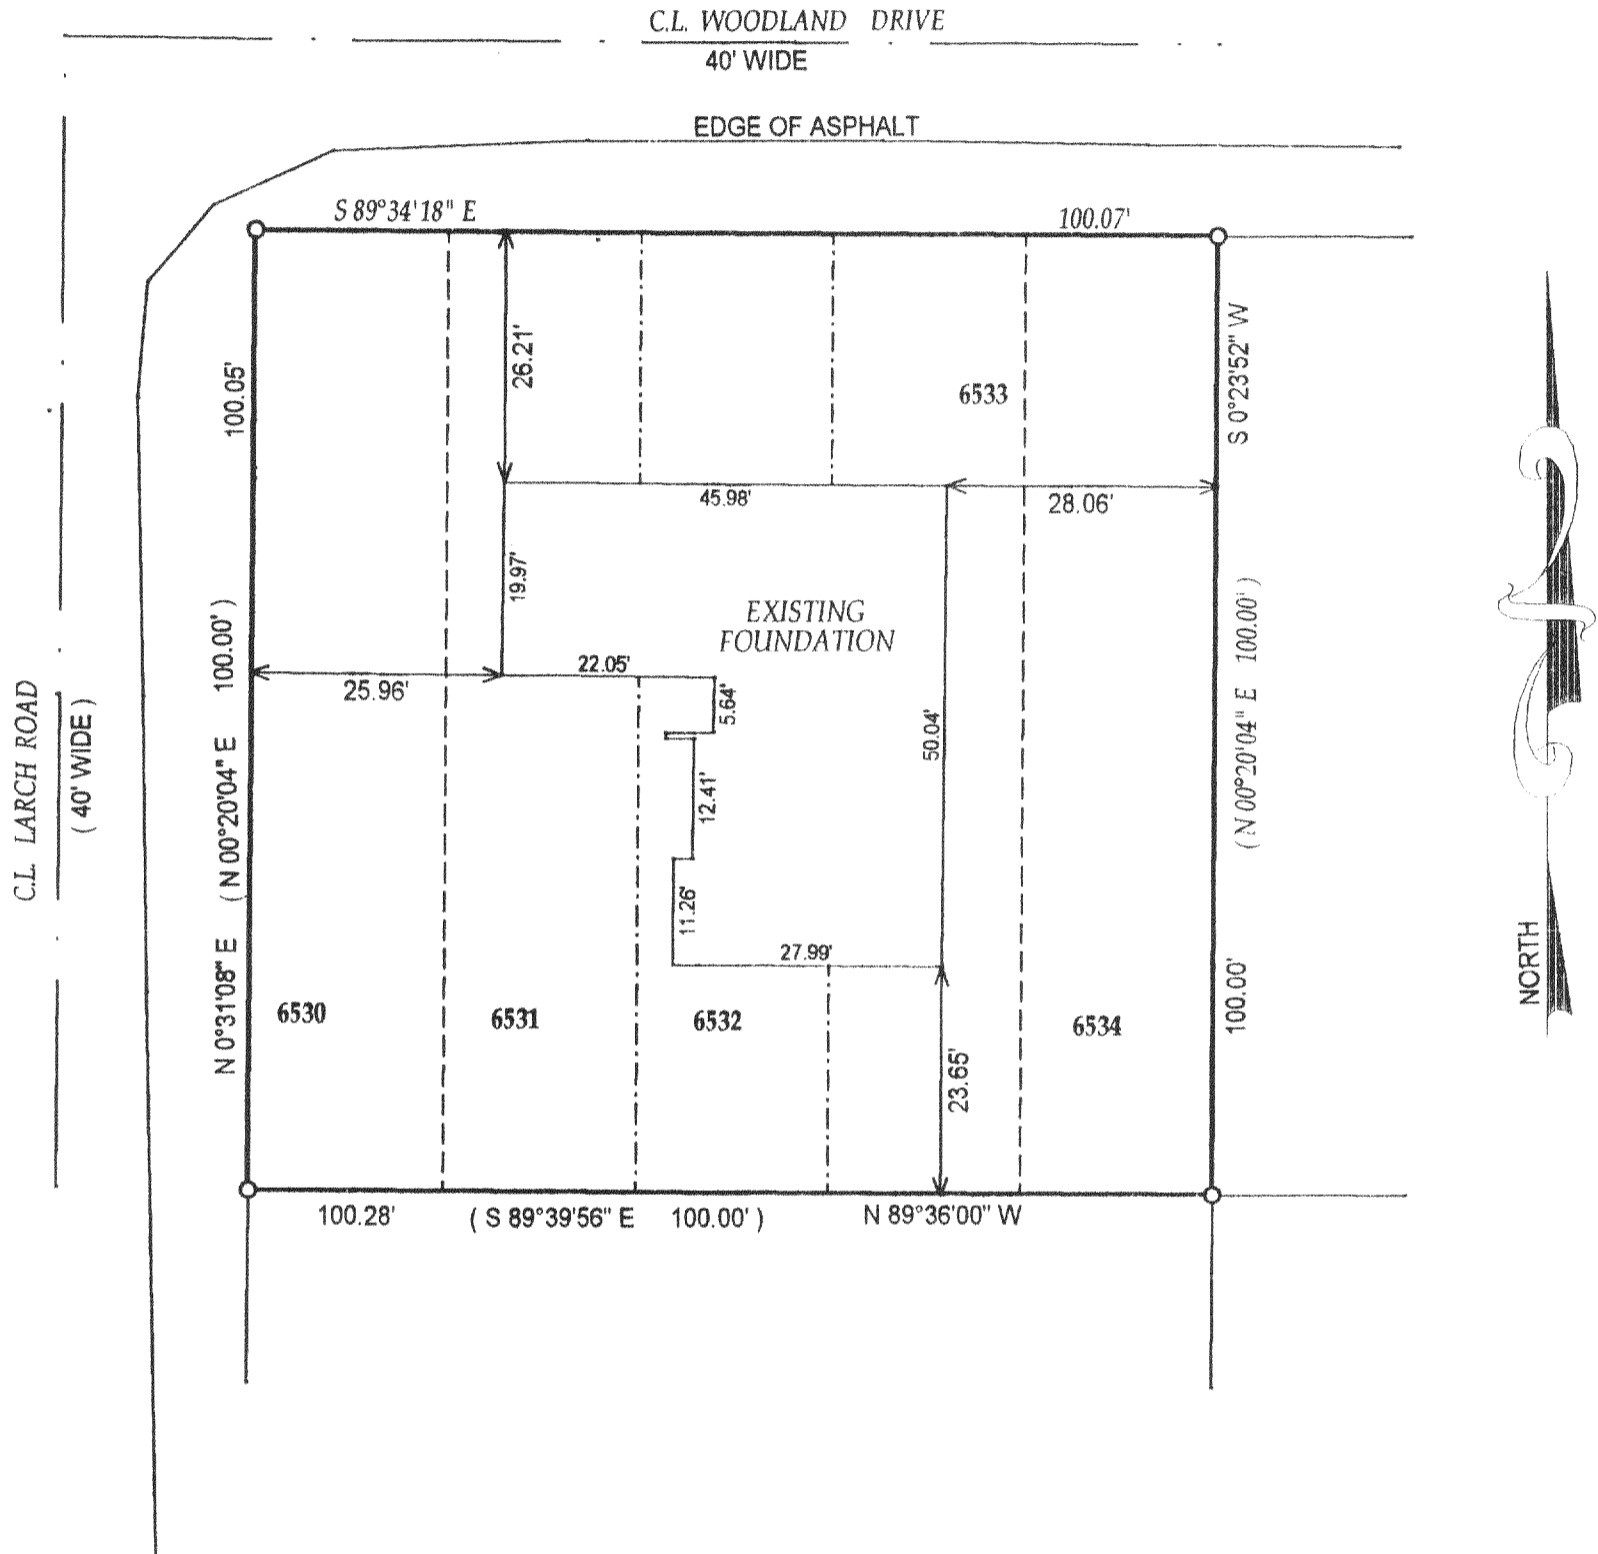 C.L. WOODLAND DRIVE
40' WIDE
EDGE OF ASPHALT
S 89°34'18" E
100.07'
100.05'
26.21'
6533
S 0°23'52" W
45.98'
28.06'
19.97'
EXISTING
FOUNDATION
22.05'
25.96'
5.64'
12.41'
50.04'
11.26'
27.99'
C.L. LARCH ROAD
( 40' WIDE )
N 0°31'08" E ( N 00°20'04" E 100.00' )
( N 00°20'04" E 100.00' )
NORTH
6530
6531
6532
6534
23.65'
100.00'
100.28'
( S 89°39'56" E 100.00' )
N 89°36'00" W